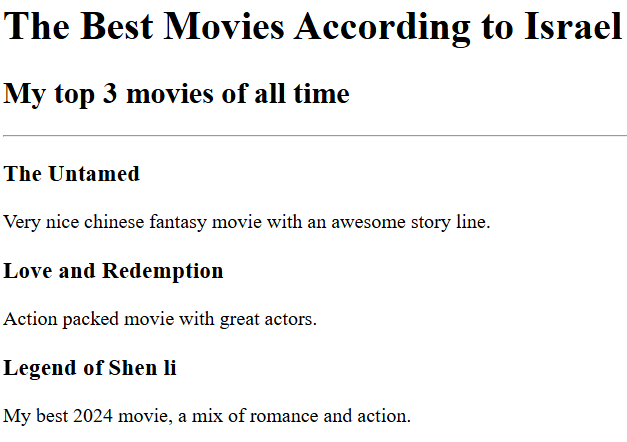 The Best Movies According to Israel
My top 3 movies of all time
The Untamed
Very nice chinese fantasy movie with an awesome story line.
Love and Redemption
Action packed movie with great actors.
Legend of Shen li
My best 2024 movie, a mix of romance and action.